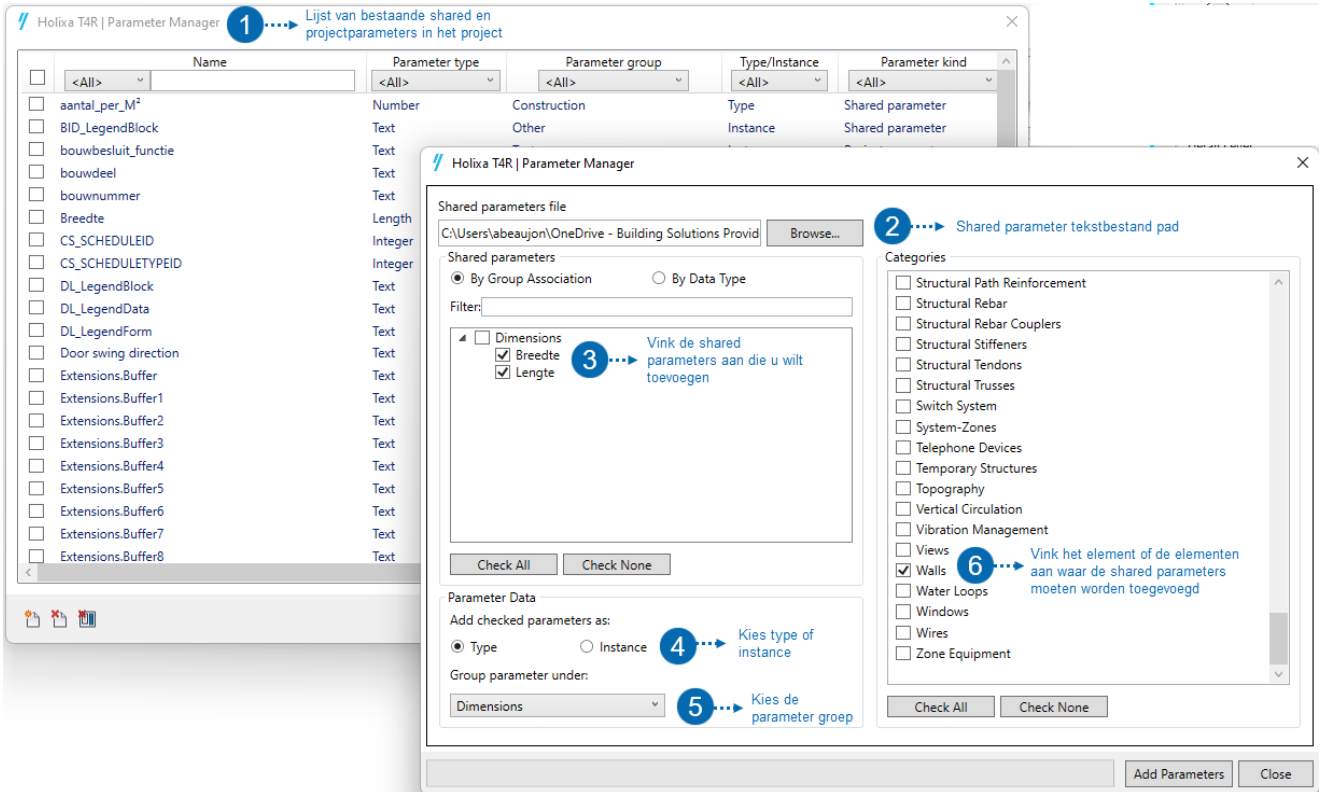 Holixa T4R | Parameter Manager
1
Lijst van bestaande shared en
projectparameters in het project
Name
Parameter type
Parameter group
Type/Instance
Parameter kind
<All>
<All>
<All>
<All>
<All>
aantal_per_M²
Number
Construction
Type
Shared parameter
BID_LegendBlock
Text
Other
Instance
Shared parameter
bouwbesluit_functie
Text
bouwdeel
Text
bouwnummer
Text
Breedte
Length
CS_SCHEDULEID
Integer
CS_SCHEDULETYPEID
Integer
DL_LegendBlock
Text
DL_LegendData
Text
DL_LegendForm
Text
Door swing direction
Text
Extensions.Buffer
Text
Extensions.Buffer1
Text
Extensions.Buffer2
Text
Extensions.Buffer3
Text
Extensions.Buffer4
Text
Extensions.Buffer5
Text
Extensions.Buffer6
Text
Extensions.Buffer7
Text
Extensions.Buffer8
Text
Holixa T4R | Parameter Manager
Shared parameters file
C:\Users\abeaujon\OneDrive - Building Solutions Provid
Browse...
2
Shared parameter tekstbestand pad
Shared parameters
By Group Association
By Data Type
Filter:
Dimensions
Breedte
Lengte
3
Vink de shared
parameters aan die u wilt
toevoegen
Check All
Check None
Parameter Data
Add checked parameters as:
Type
Instance
4
Kies type of
instance
Group parameter under:
Dimensions
5
Kies de
parameter groep
Categories
Structural Path Reinforcement
Structural Rebar
Structural Rebar Couplers
Structural Stiffeners
Structural Tendons
Structural Trusses
Switch System
System-Zones
Telephone Devices
Temporary Structures
Topography
Vertical Circulation
Vibration Management
Views
Walls
Water Loops
Windows
Wires
Zone Equipment
6
Vink het element of de elementen
aan waar de shared parameters
moeten worden toegevoegd
Check All
Check None
Add Parameters
Close